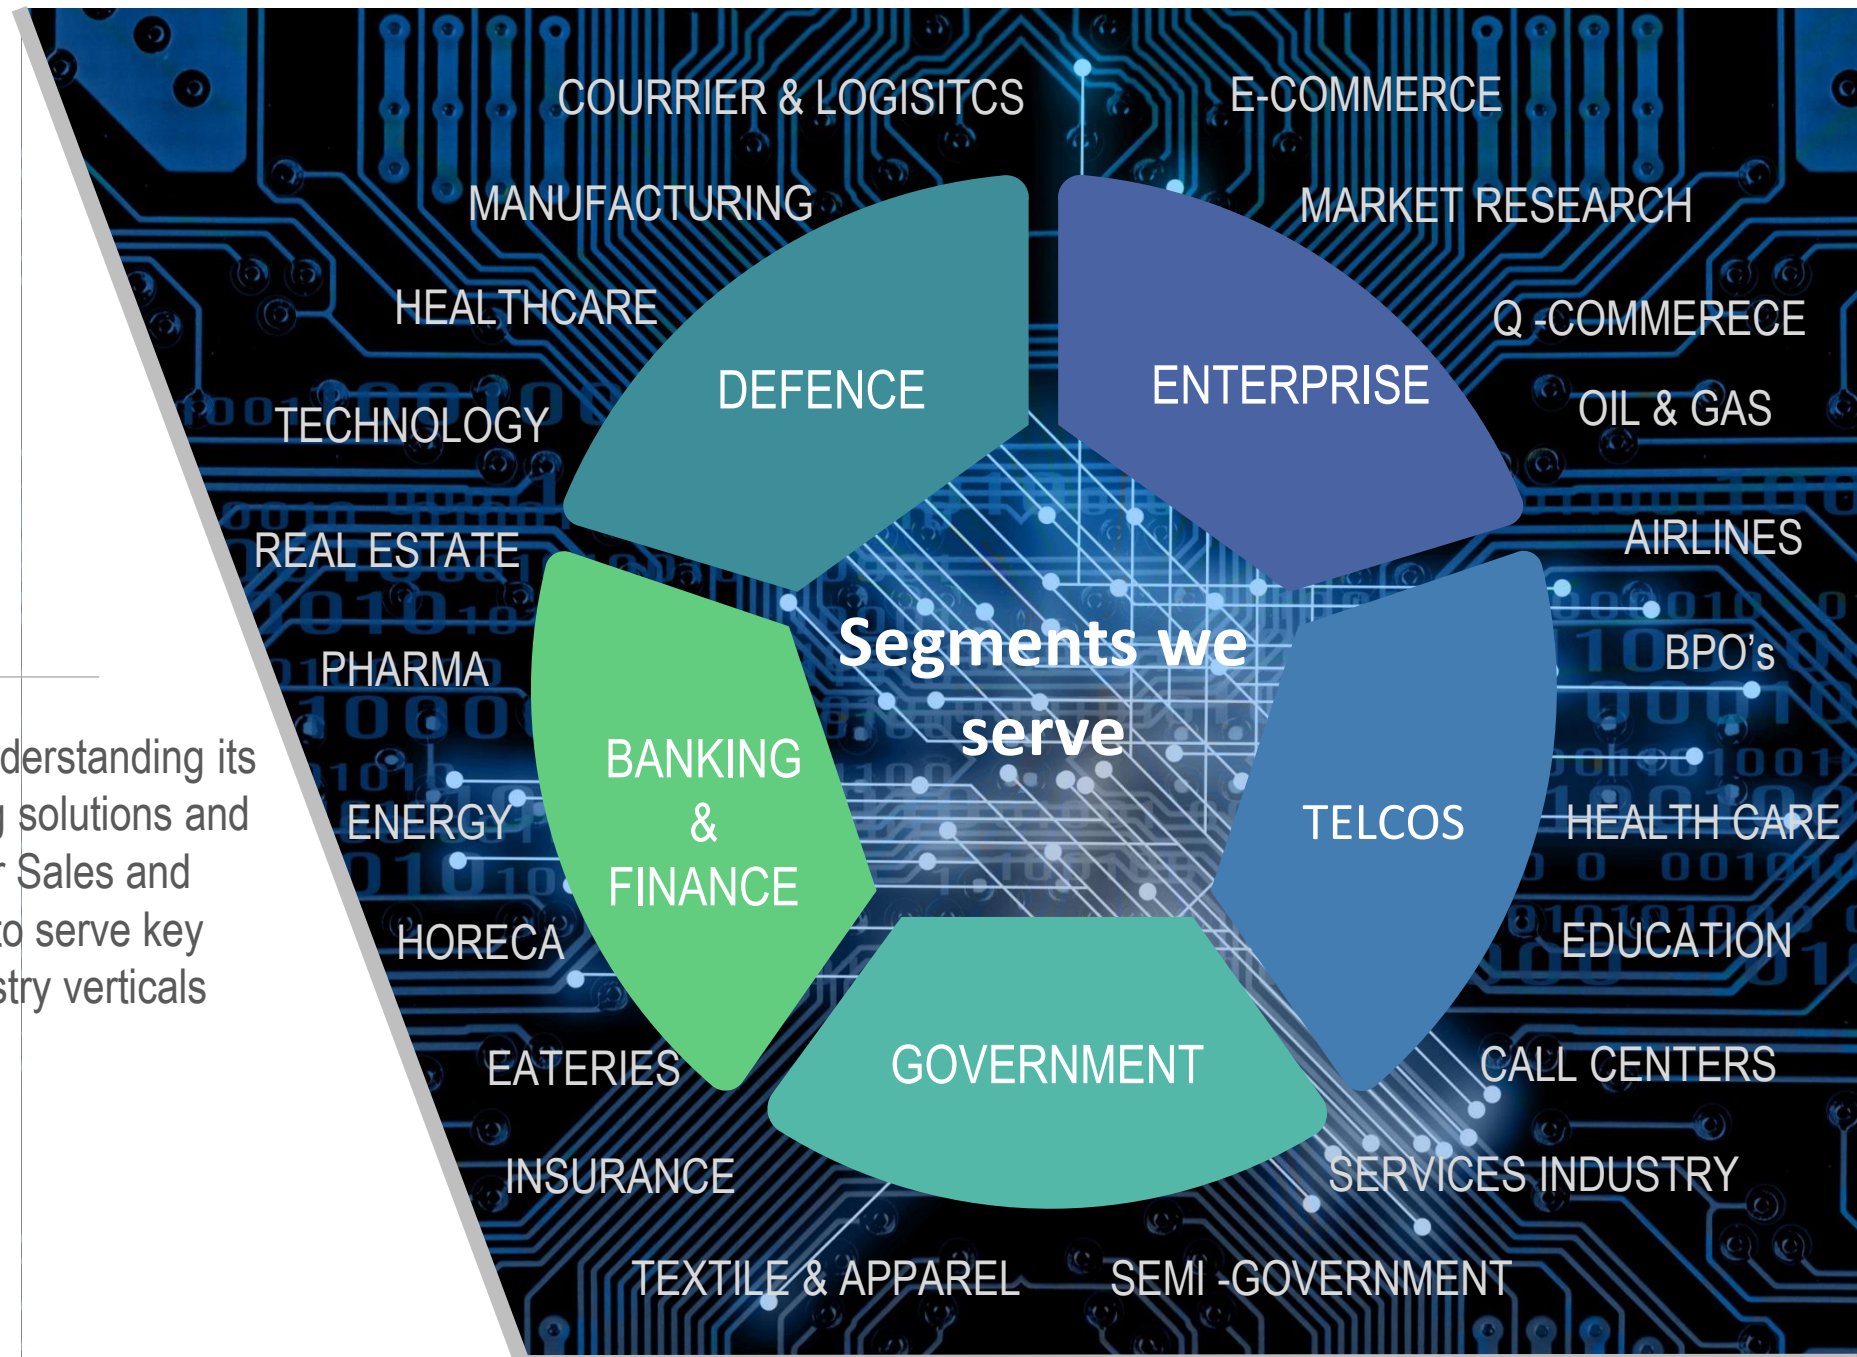 COURRIER & LOGISITCS
E-COMMERCE
MANUFACTURING
MARKET RESEARCH
HEALTHCARE
Q -COMMERECE
DEFENCE
ENTERPRISE
TECHNOLOGY
OIL & GAS
REAL ESTATE
AIRLINES
Segments we
serve
PHARMA
BPO's
derstanding its
solutions and
Sales and
to serve key
verticals
BANKING
&
FINANCE
TELCOS
ENERGY
HEALTH CARE
HORECA
EDUCATION
EATERIES
GOVERNMENT
CALL CENTERS
INSURANCE
SERVICES INDUSTRY
TEXTILE & APPAREL
SEMI -GOVERNMENT